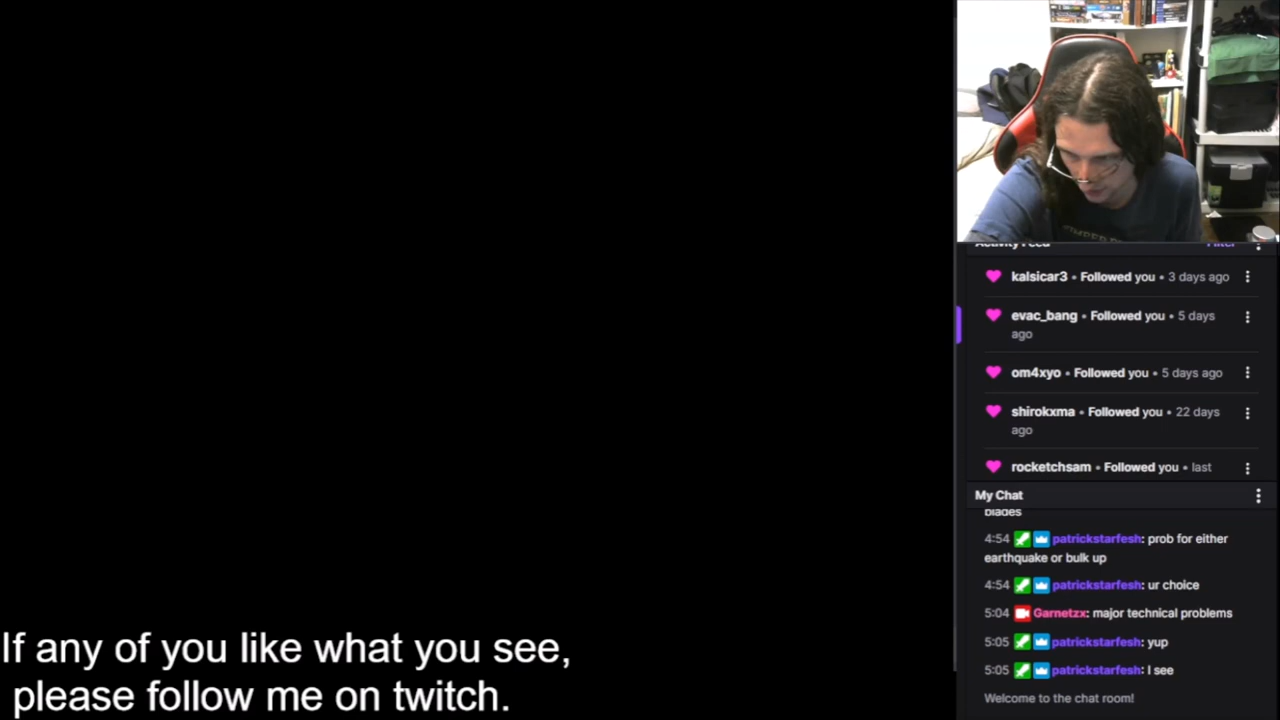 Activity Feed
Filter
kalsicar3 • Followed you • 3 days ago
evac_bang • Followed you • 5 days
ago
om4xyo • Followed you • 5 days ago
shirokxma • Followed you • 22 days
ago
rocketchsam • Followed you • last
My Chat
blades
4:54 patrickstarfesh: prob for either
earthquake or bulk up
4:54 patrickstarfesh: ur choice
5:04 Garnetzx: major technical problems
5:05 patrickstarfesh: yup
5:05 patrickstarfesh: I see
Welcome to the chat room!
If any of you like what you see,
please follow me on twitch.